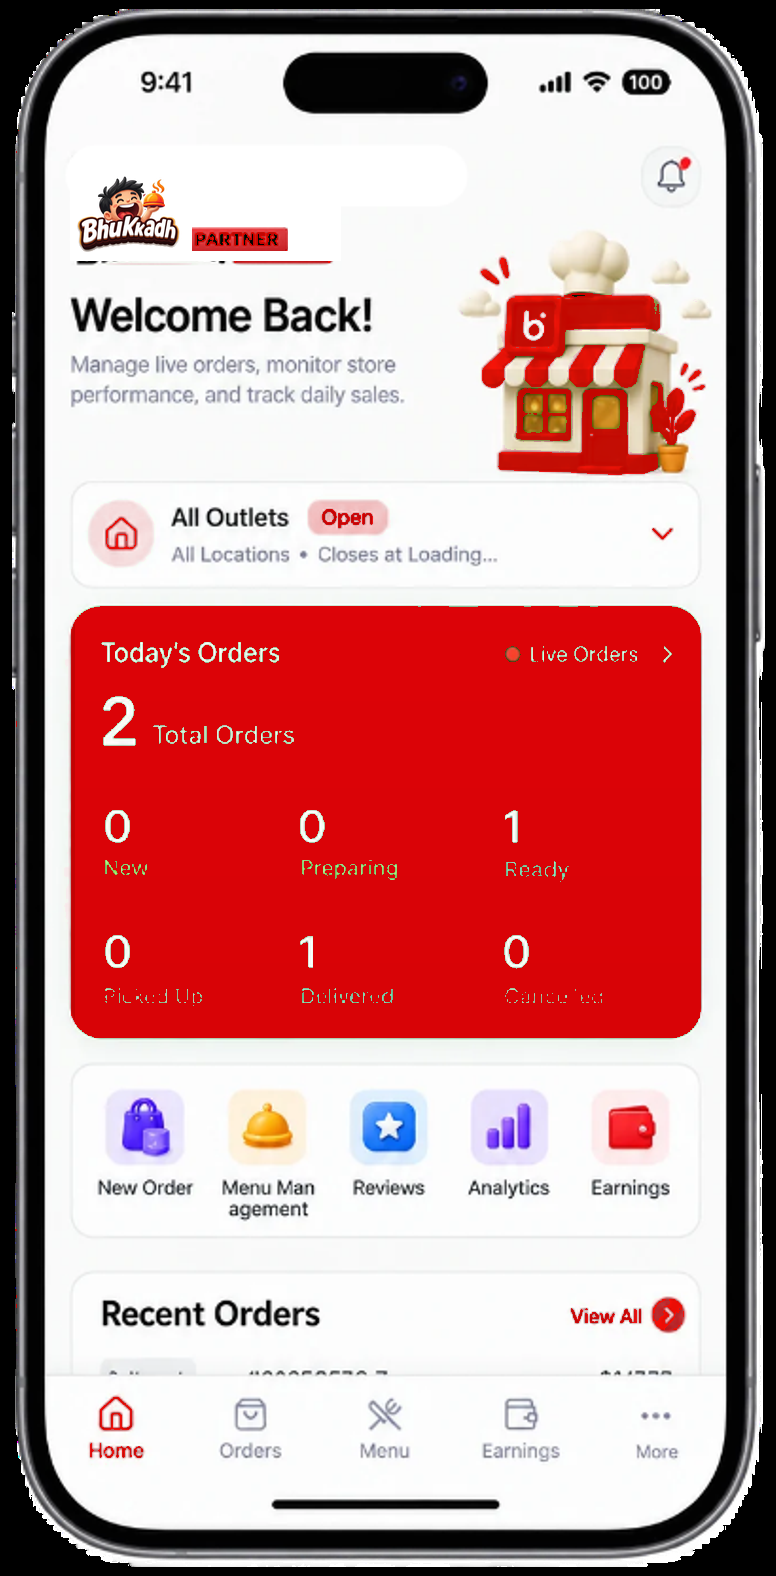 9:41
100
Bhukkadh
PARTNER
Welcome Back!
Manage live orders, monitor store
performance, and track daily sales.
b
All Outlets Open
All Locations • Closes at Loading...
Today's Orders Live Orders
2 Total Orders
0 0 1
New Preparing Ready
0 1 0
Picked Up Delivered Cancelled
New Order Menu Man Reviews Analytics Earnings
agement
Recent Orders View All
Home Orders Menu Earnings More